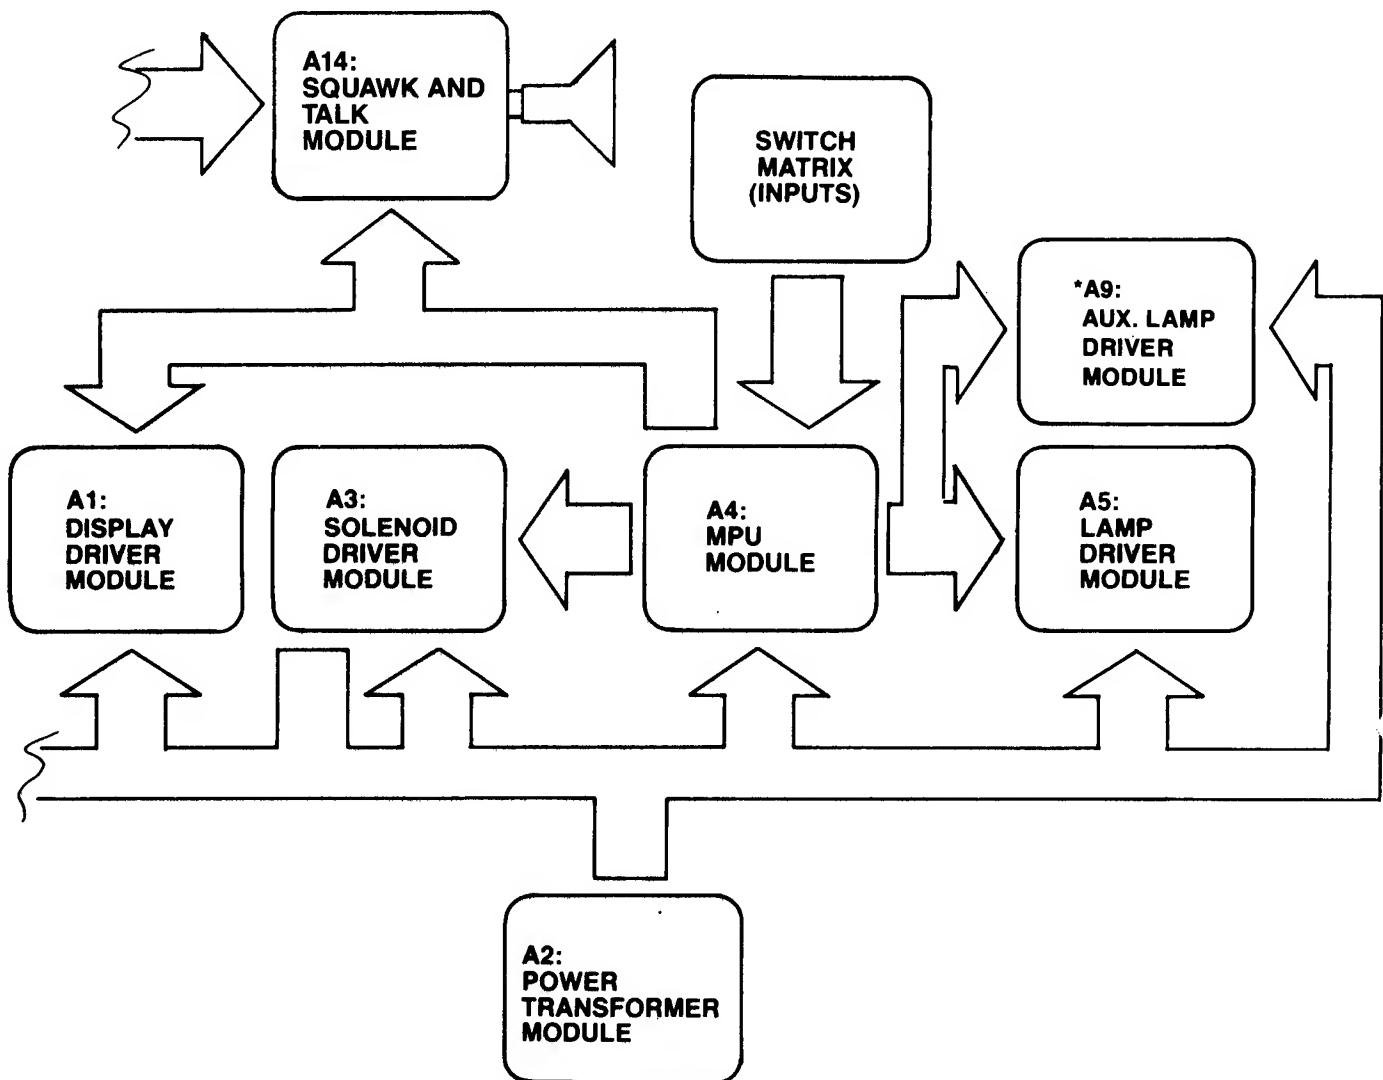 A14:
SQUAWK AND
TALK
MODULE
SWITCH
MATRIX
(INPUTS)
*A9:
AUX. LAMP
DRIVER
MODULE
A1:
DISPLAY
DRIVER
MODULE
A3:
SOLENOID
DRIVER
MODULE
A4:
MPU
MODULE
A5:
LAMP
DRIVER
MODULE
A2:
POWER
TRANSFORMER
MODULE